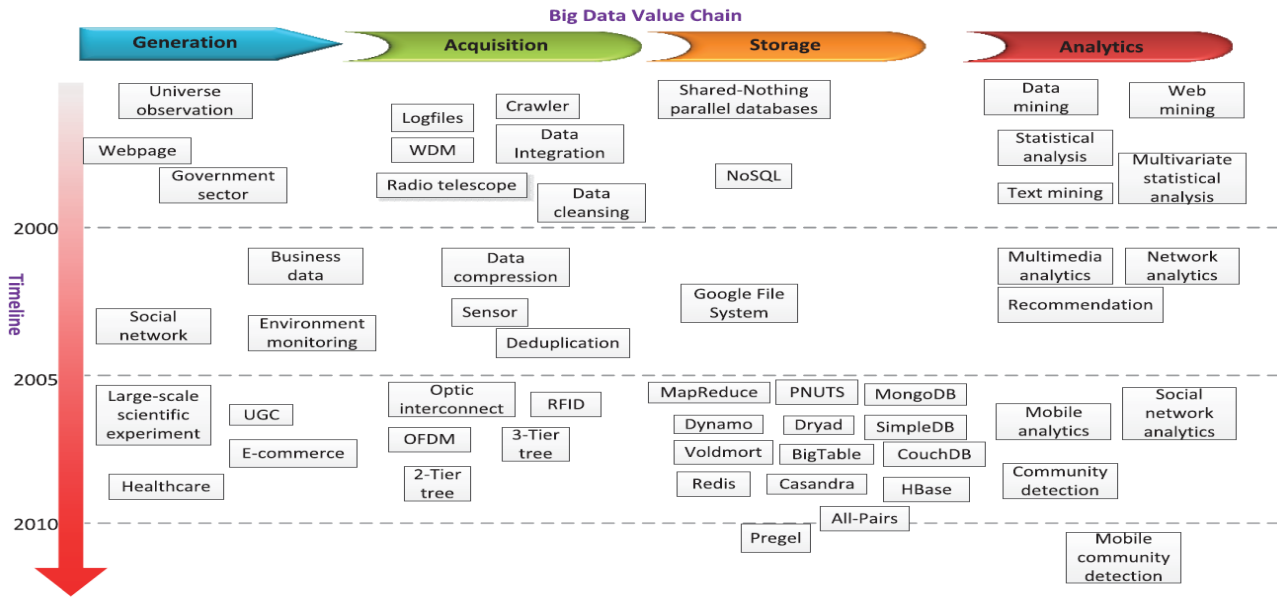 Big Data Value Chain
Generation
Acquisition
Storage
Analytics
Timeline
Universe
observation
Webpage
Government
sector
Logfiles
Crawler
WDM
Data
Integration
Radio telescope
Data
cleansing
Shared-Nothing
parallel databases
NoSQL
Data
mining
Web
mining
Statistical
analysis
Multivariate
statistical
analysis
Text mining
2000
Business
data
Social
network
Environment
monitoring
Data
compression
Sensor
Deduplication
Google File
System
Multimedia
analytics
Network
analytics
Recommendation
2005
Large-scale
scientific
experiment
UGC
E-commerce
Healthcare
Optic
interconnect
RFID
OFDM
3-Tier
tree
2-Tier
tree
MapReduce
PNUTS
MongoDB
Dynamo
Dryad
SimpleDB
Voldmort
BigTable
CouchDB
Redis
Casandra
HBase
All-Pairs
Mobile
analytics
Social
network
analytics
Community
detection
2010
Pregel
Mobile
community
detection